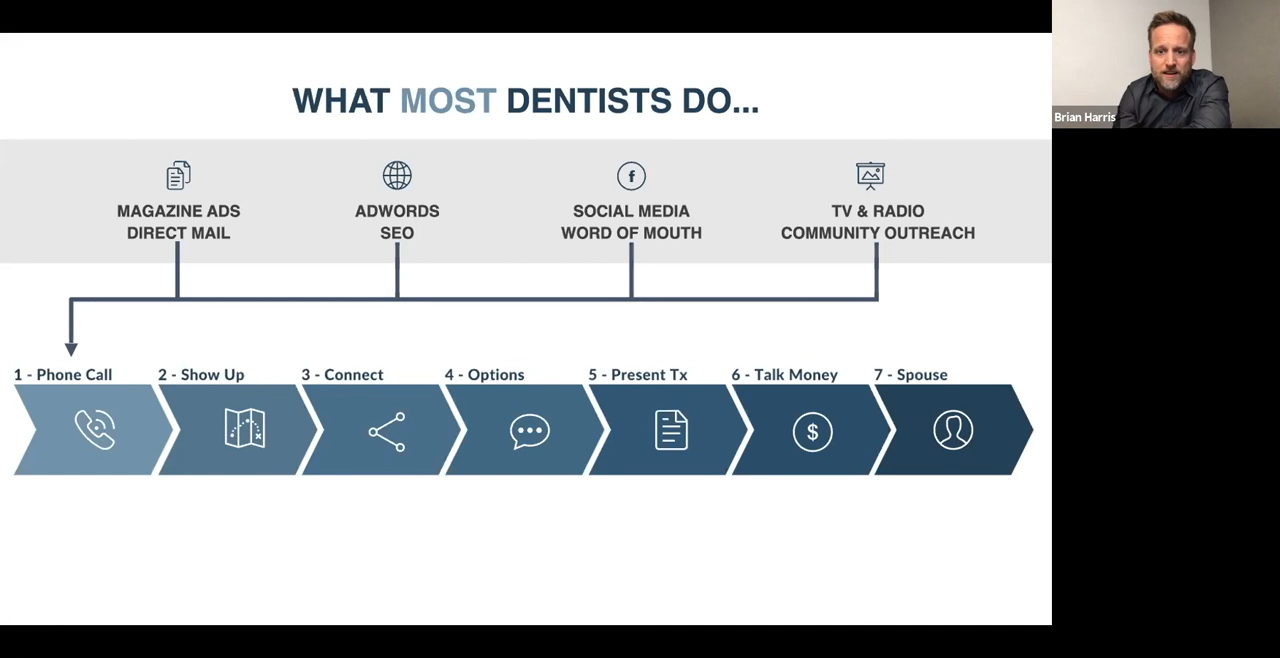 WHAT MOST DENTISTS DO...
Brian Harris
MAGAZINE ADS
DIRECT MAIL
ADWORDS
SEO
SOCIAL MEDIA
WORD OF MOUTH
TV & RADIO
COMMUNITY OUTREACH
1 - Phone Call
2 - Show Up
3 - Connect
4 - Options
5 - Present Tx
6 - Talk Money
7 - Spouse